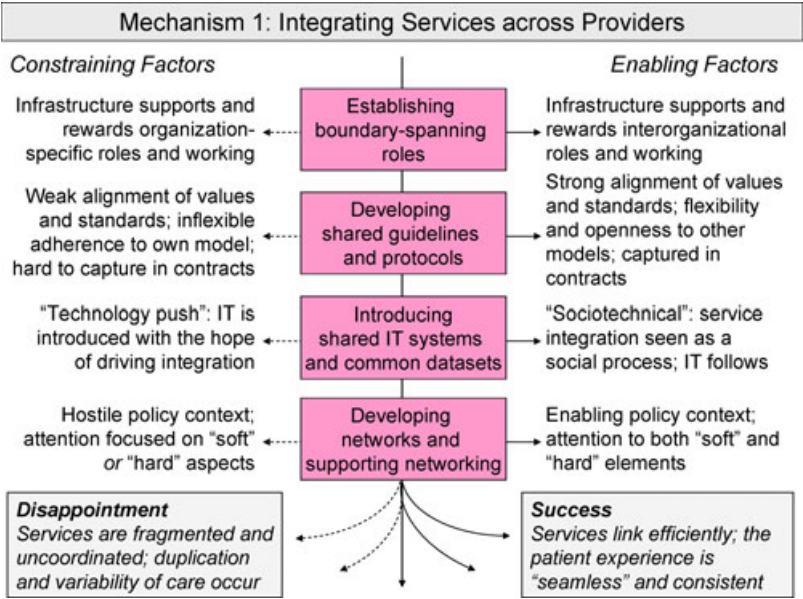 Mechanism 1: Integrating Services across Providers
Constraining Factors
Enabling Factors
Infrastructure supports and
rewards organization-
specific roles and working
Establishing
boundary-spanning
roles
Infrastructure supports and
rewards interorganizational
roles and working
Weak alignment of values
and standards; inflexible
adherence to own model;
hard to capture in contracts
Developing
shared guidelines
and protocols
Strong alignment of values
and standards; flexibility
and openness to other
models; captured in
contracts
“Technology push”: IT is
introduced with the hope
of driving integration
Introducing
shared IT systems
and common datasets
“Sociotechnical”: service
integration seen as a
social process; IT follows
Hostile policy context;
attention focused on “soft”
or “hard” aspects
Developing
networks and
supporting networking
Enabling policy context;
attention to both “soft” and
“hard” elements
Disappointment
Services are fragmented and
uncoordinated; duplication
and variability of care occur
Success
Services link efficiently; the
patient experience is
“seamless” and consistent